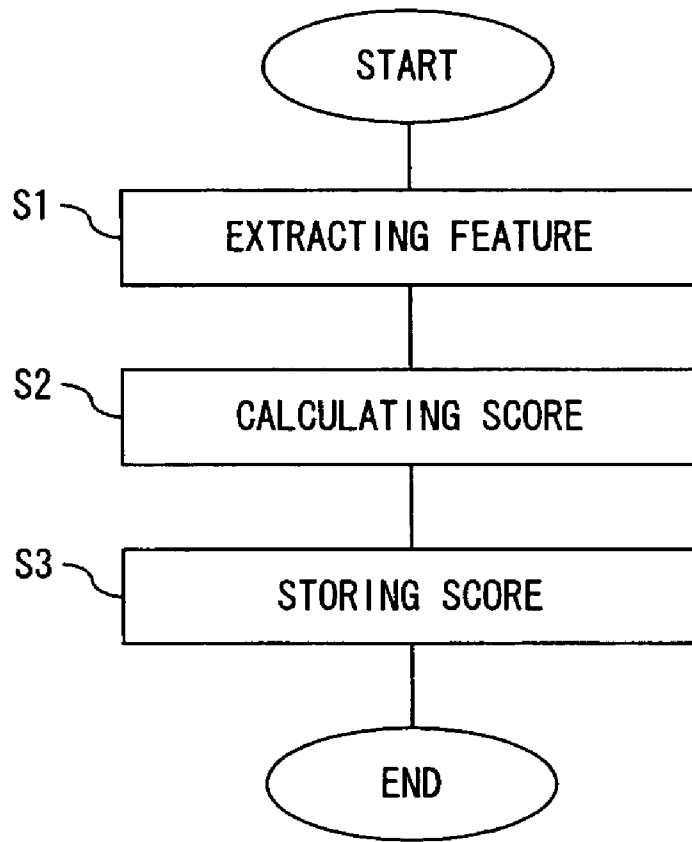 START
S1
EXTRACTING FEATURE
S2
CALCULATING SCORE
S3
STORING SCORE
END